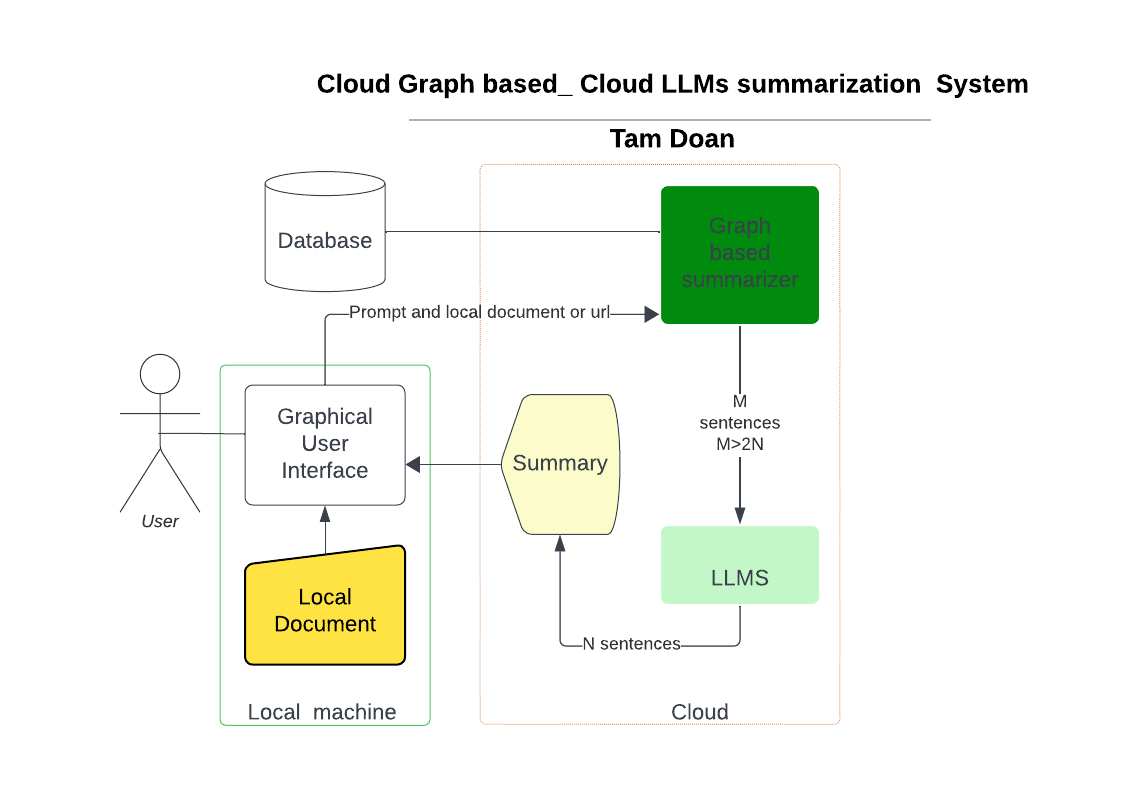 Cloud Graph based_ Cloud LLMs summarization  System
Tam Doan
Database
Graph
based
summarizer
Prompt and local document or url
Graphical
User
Interface
M
sentences
M>2N
Summary
User
LLMS
Local
Document
N sentences
Local  machine
Cloud